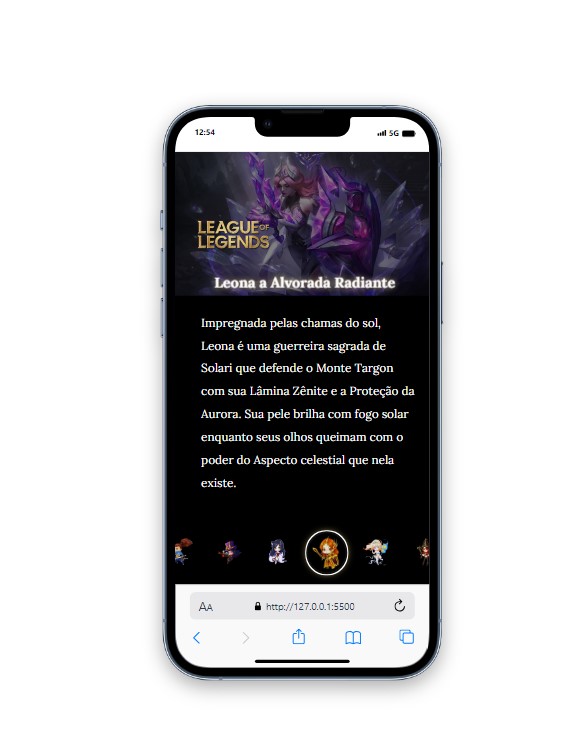 12:54
5G
LEAGUE OF
LEGENDS
Leona a Alvorada Radiante
Impregnada pelas chamas do sol,
Leona é uma guerreira sagrada de
Solari que defende o Monte Targon
com sua Lâmina Zênite e a Proteção da
Aurora. Sua pele brilha com fogo solar
enquanto seus olhos queimam com o
poder do Aspecto celestial que nela
existe.
AA http://127.0.0.1:5500